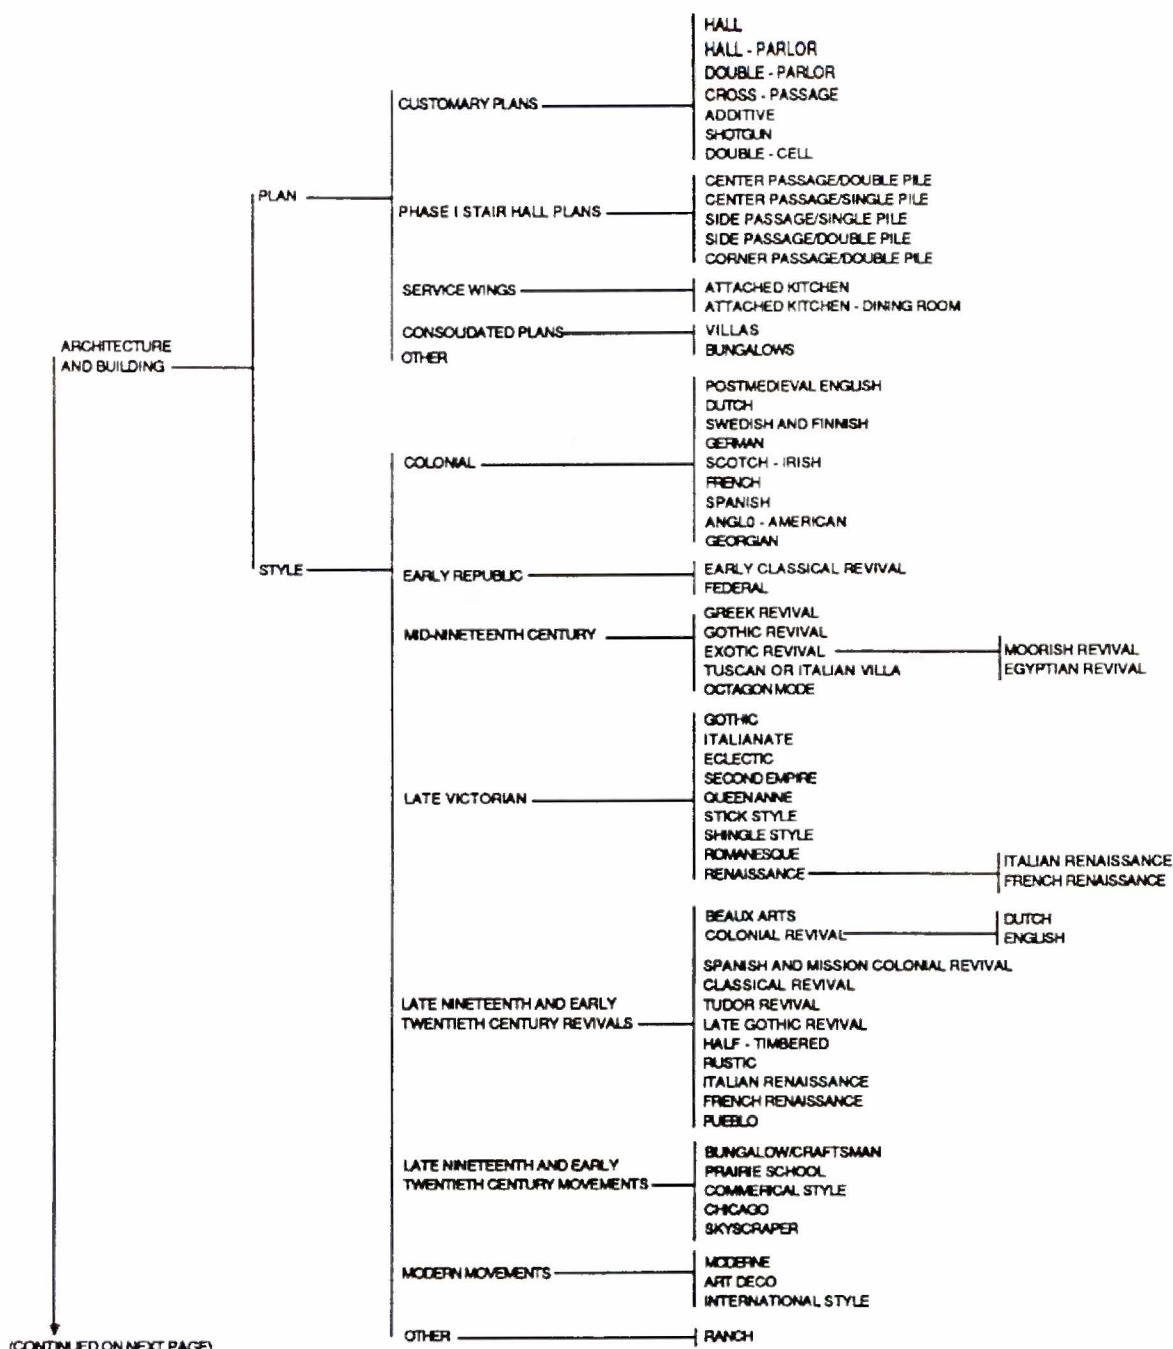 HALL
HALL - PARLOR
DOUBLE - PARLOR
CUSTOMARY PLANS
CROSS - PASSAGE
ADDITIVE
SHOTGUN
DOUBLE - CELL
PLAN
CENTER PASSAGE/DOUBLE PILE
CENTER PASSAGE/SINGLE PILE
PHASE I STAIR HALL PLANS
SIDE PASSAGE/SINGLE PILE
SIDE PASSAGE/DOUBLE PILE
CORNER PASSAGE/DOUBLE PILE
SERVICE WINGS
ATTACHED KITCHEN
ATTACHED KITCHEN - DINING ROOM
CONSOLIDATED PLANS
VILLAS
BUNGALOWS
OTHER
ARCHITECTURE
AND BUILDING
POSTMEDIEVAL ENGLISH
DUTCH
SWEDISH AND FINNISH
GERMAN
COLONIAL
SCOTCH - IRISH
FRENCH
SPANISH
ANGLO - AMERICAN
GEORGIAN
STYLE
EARLY REPUBLIC
EARLY CLASSICAL REVIVAL
FEDERAL
MID-NINETEENTH CENTURY
GREEK REVIVAL
GOTHIC REVIVAL
EXOTIC REVIVAL
MOORISH REVIVAL
EGYPTIAN REVIVAL
TUSCAN OR ITALIAN VILLA
OCTAGON MODE
LATE VICTORIAN
GOTHIC
ITALIANATE
ECLECTIC
SECOND EMPIRE
QUEEN ANNE
STICK STYLE
SHINGLE STYLE
ROMANESQUE
RENAISSANCE
ITALIAN RENAISSANCE
FRENCH RENAISSANCE
BEAUX ARTS
COLONIAL REVIVAL
DUTCH
ENGLISH
LATE NINETEENTH AND EARLY
TWENTIETH CENTURY REVIVALS
SPANISH AND MISSION COLONIAL REVIVAL
CLASSICAL REVIVAL
TUDOR REVIVAL
LATE GOTHIC REVIVAL
HALF - TIMBERED
RUSTIC
ITALIAN RENAISSANCE
FRENCH RENAISSANCE
PUEBLO
LATE NINETEENTH AND EARLY
TWENTIETH CENTURY MOVEMENTS
BUNGALOW/CRAFTSMAN
PRAIRIE SCHOOL
COMMERICAL STYLE
CHICAGO
SKYSCRAPER
MODERN MOVEMENTS
MODERNE
ART DECO
INTERNATIONAL STYLE
OTHER
RANCH
(CONTINUED ON NEXT PAGE)